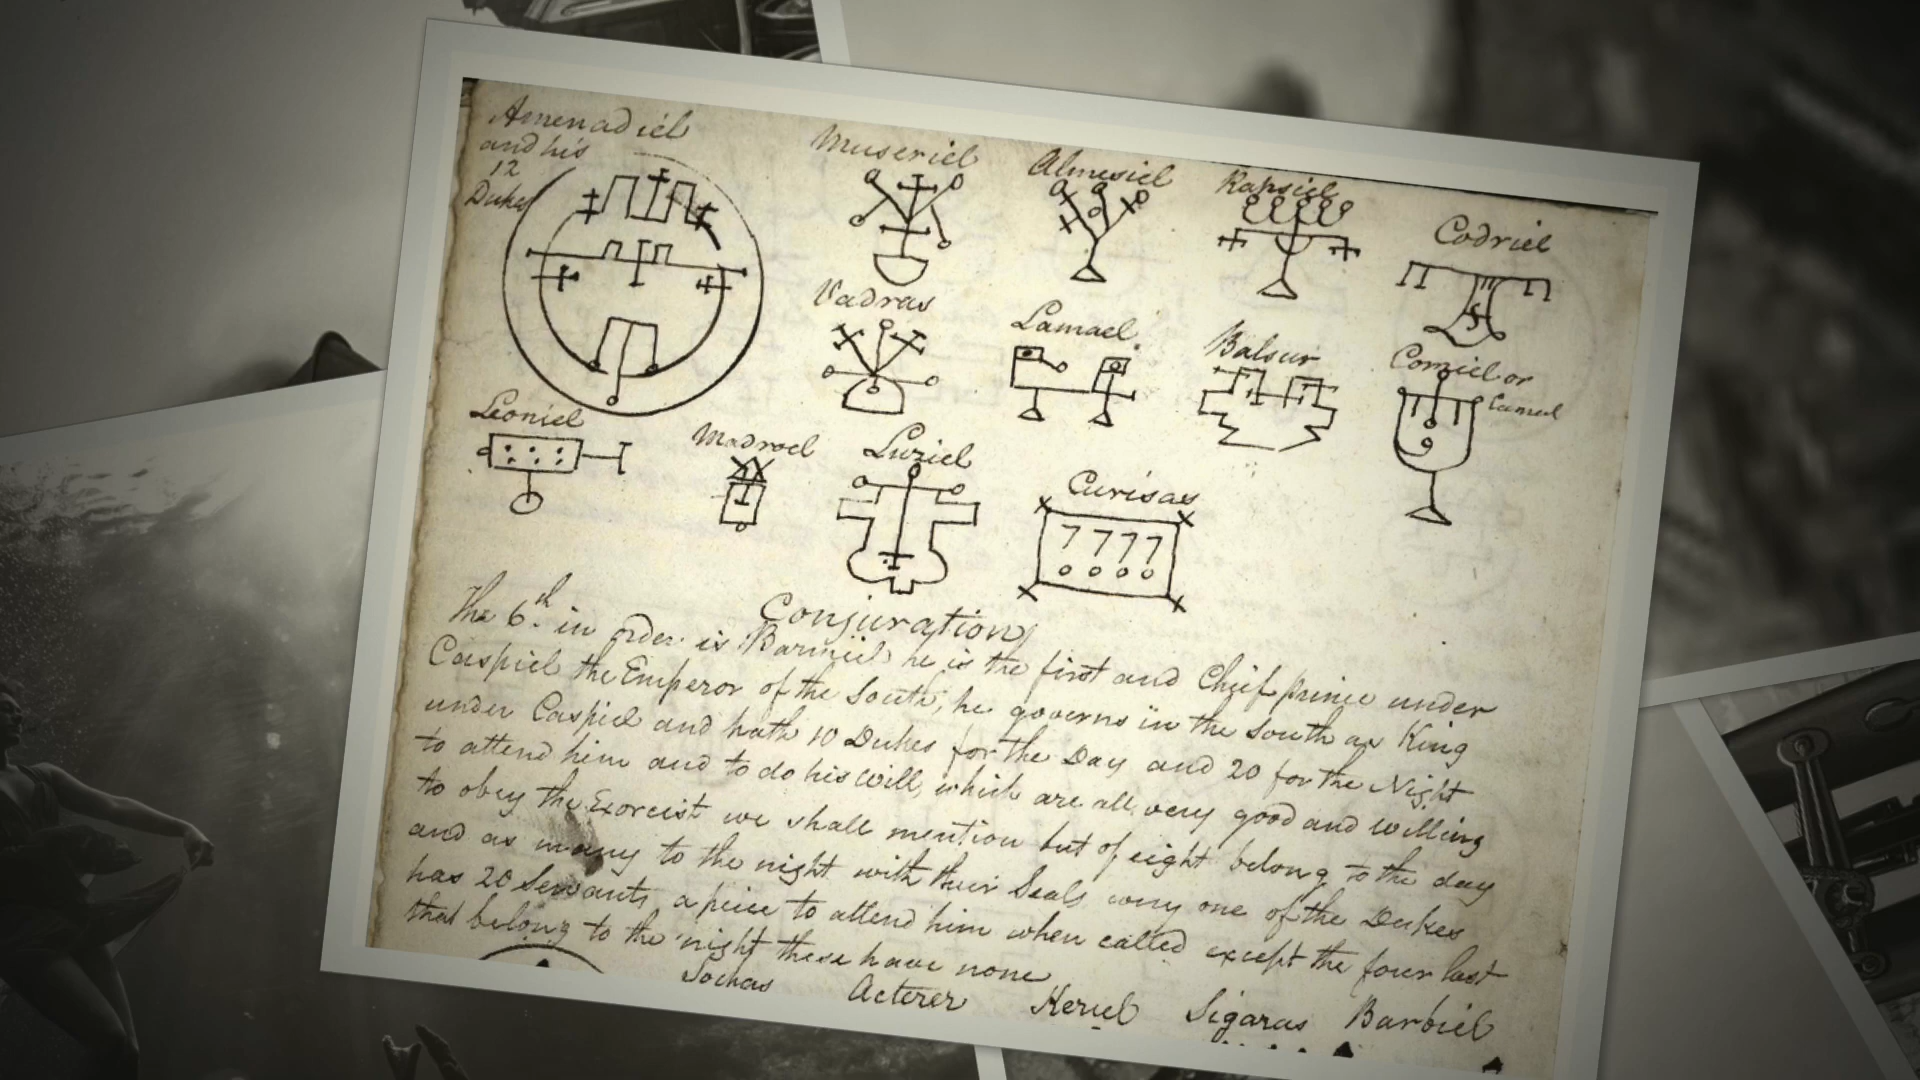 Amenadiel
and his
12
Dukes
Museriel
Almesiel
Rapsiel
Codriel
Vadras
Lamael.
Balsur
Comiel or
Camiel
Leoniel
Madroel
Luziel
Curisas
7777
Conjuration
The 6th. in order is Barmiel he is the first and Chief prince under
Caspiel the Emperor of the South, he governs in the South as King
under Caspiel and hath 10 Dukes for the Day and 20 for the Night
to attend him and to do his will, which are all very good and willing
to obey the Exorcist we shall mention but of eight belong to the day
and as many to the night with their Seals every one of the Dukes
has 20 Servants a peice to attend him when called except the four last
that belong to the night these have none
Sochas Acterer Keriel Sigaras Barbiel